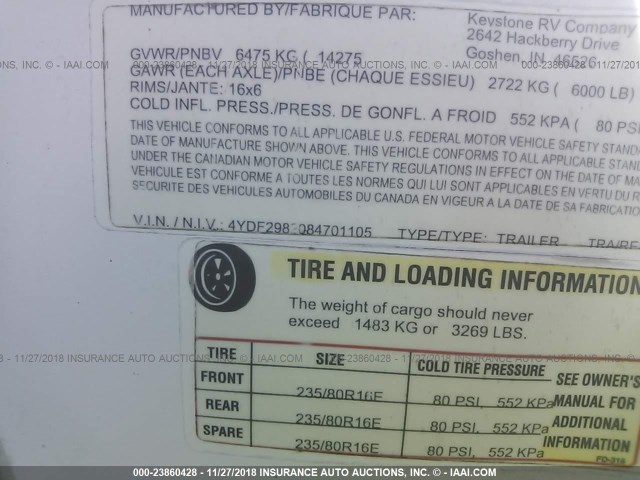 MANUFACTURED BY/FABRIQUE PAR:
Keystone RV Company
2642 Hackberry Drive
Goshen, IN, 46526
GVWR/PNBV 6475 KG ( 14275
GAWR (EACH AXLE)/PNBE (CHAQUE ESSIEU) 2722 KG ( 6000 LB)
RIMS/JANTE: 16x6
COLD INFL. PRESS./PRESS. DE GONFL. A FROID 552 KPA ( 80 PSI
THIS VEHICLE CONFORMS TO ALL APPLICABLE U.S. FEDERAL MOTOR VEHICLE SAFETY STAND
DATE OF MANUFACTURE SHOWN ABOVE. THIS VEHICLE CONFORMS TO ALL APPLICABLE STAN
UNDER THE CANADIAN MOTOR VEHICLE SAFETY REGULATIONS IN EFFECT ON THE DATE OF MA
VEHICULE EST CONFORME A TOUTES LES NORMES QUI LUI SONT APPLICABLES EN VERTU DU R
SECURITE DES VEHICULES AUTOMOBILES DU CANADA EN VIGEUR A LA DATE DE SA FABRICATION
V.I.N. / N.I.V.: 4YDF298 084701105 TYPE/TYPE: TRAILER TRA/RE
TIRE AND LOADING INFORMATION
The weight of cargo should never
exceed 1483 KG or 3269 LBS.
TIRE SIZE COLD TIRE PRESSURE
SEE OWNER'S
MANUAL FOR
ADDITIONAL
INFORMATION
FRONT 235/80R16E 80 PSI, 552 KPa
REAR 235/80R16E 80 PSI, 552 KPa
SPARE 235/80R16E 80 PSI, 552 KPa
000-23860428 - 11/27/2018 INSURANCE AUTO AUCTIONS, INC. - © IAAI.COM